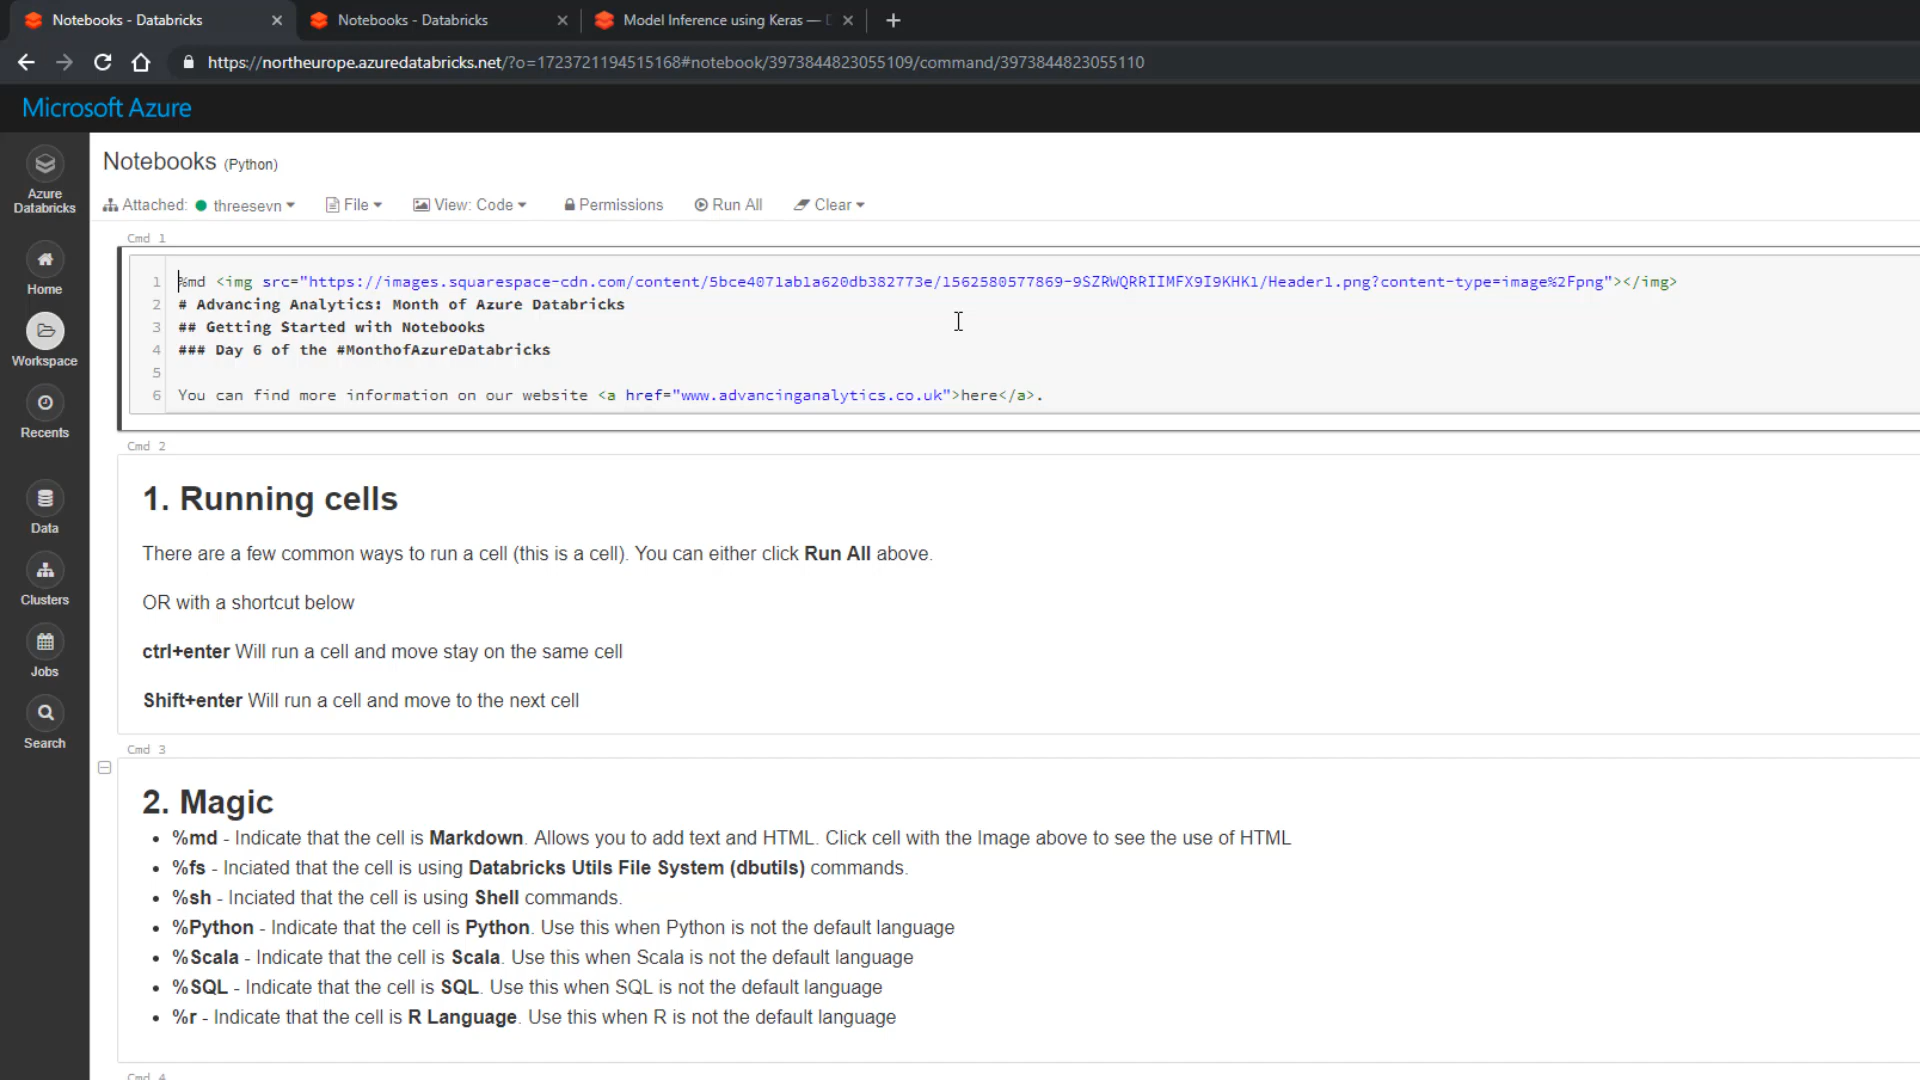 Notebooks - Databricks
Notebooks - Databricks
Model Inference using Keras — D
https://northeurope.azuredatabricks.net/?o=1723721194515168#notebook/3973844823055109/command/3973844823055110
Microsoft Azure
Azure Databricks
Home
Workspace
Recents
Data
Clusters
Jobs
Search
Notebooks (Python)
Attached: threesevn File View: Code Permissions Run All Clear
Cmd 1
1 %md <img src="https://images.squarespace-cdn.com/content/5bce4071ab1a620db382773e/1562580577869-9SZRWQRRIIMFX9I9KHK1/Header1.png?content-type=image%2Fpng"></img>
2 # Advancing Analytics: Month of Azure Databricks
3 ## Getting Started with Notebooks
4 ### Day 6 of the #MonthofAzureDatabricks
5
6 You can find more information on our website <a href="www.advancinganalytics.co.uk">here</a>.
Cmd 2
1. Running cells
There are a few common ways to run a cell (this is a cell). You can either click Run All above.
OR with a shortcut below
ctrl+enter Will run a cell and move stay on the same cell
Shift+enter Will run a cell and move to the next cell
Cmd 3
2. Magic
• %md - Indicate that the cell is Markdown. Allows you to add text and HTML. Click cell with the Image above to see the use of HTML
• %fs - Inciated that the cell is using Databricks Utils File System (dbutils) commands.
• %sh - Inciated that the cell is using Shell commands.
• %Python - Indicate that the cell is Python. Use this when Python is not the default language
• %Scala - Indicate that the cell is Scala. Use this when Scala is not the default language
• %SQL - Indicate that the cell is SQL. Use this when SQL is not the default language
• %r - Indicate that the cell is R Language. Use this when R is not the default language
Cmd 4